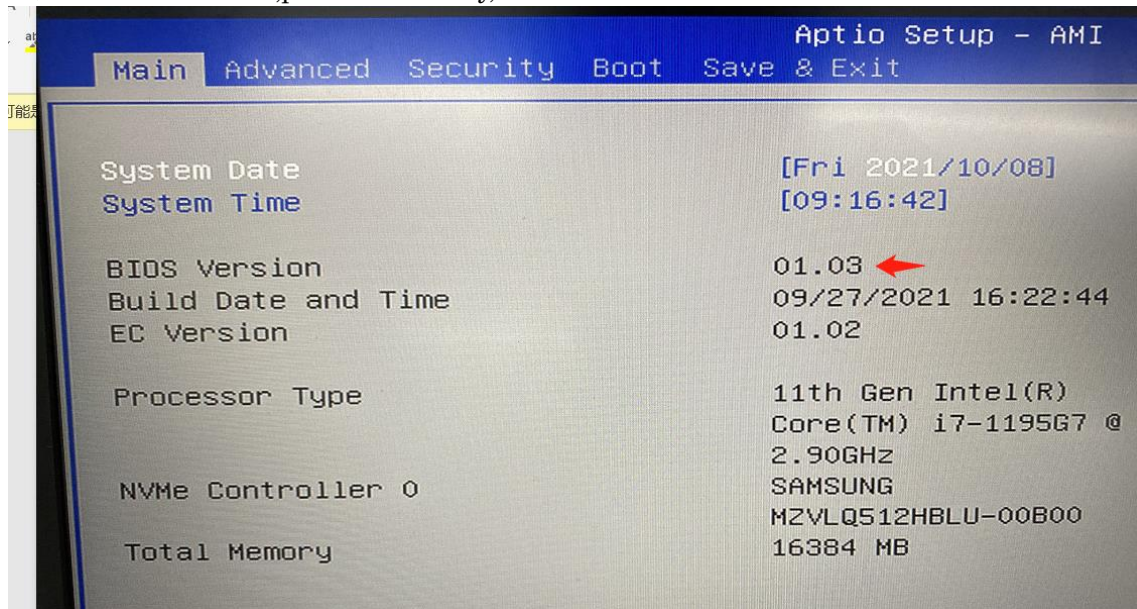 Aptio Setup - AMI
Main Advanced Security Boot Save & Exit
可能是
System Date [Fri 2021/10/08]
System Time [09:16:42]
BIOS Version 01.03
Build Date and Time 09/27/2021 16:22:44
EC Version 01.02
Processor Type 11th Gen Intel(R)
Core(TM) i7-1195G7 @
2.90GHz
NVMe Controller 0 SAMSUNG
MZVLQ512HBLU-00B00
Total Memory 16384 MB